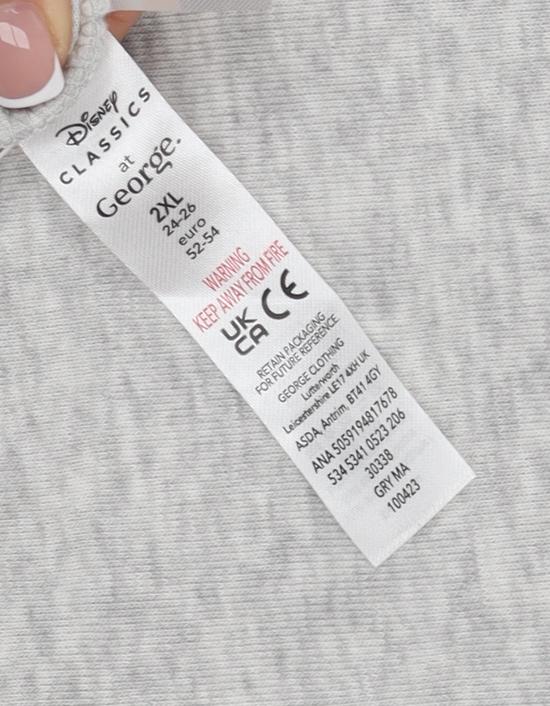 Disney
CLASSICS
at
George.
2XL
24-26
euro
52-54
WARNING
KEEP AWAY FROM FIRE
UK
CA CE
RETAIN PACKAGING
FOR FUTURE REFERENCE.
GEORGE CLOTHING
Lutterworth
Leicestershire LE17 4XH UK
ASDA, Antrim, BT41 4GY
ANA 5059194817678
534 5341 0523 206
30338
GRY MA
100423